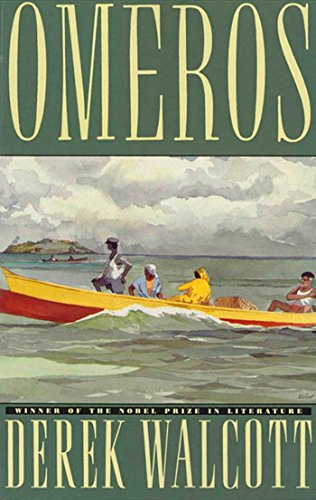 OMEROS
WINNER OF THE NOBEL PRIZE IN LITERATURE
DEREK WALCOTT